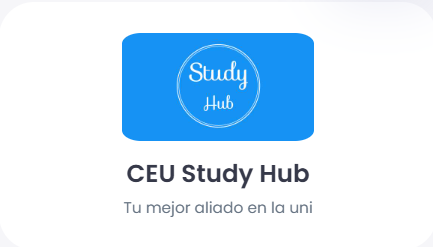 Study
Hub
CEU Study Hub
Tu mejor aliado en la uni